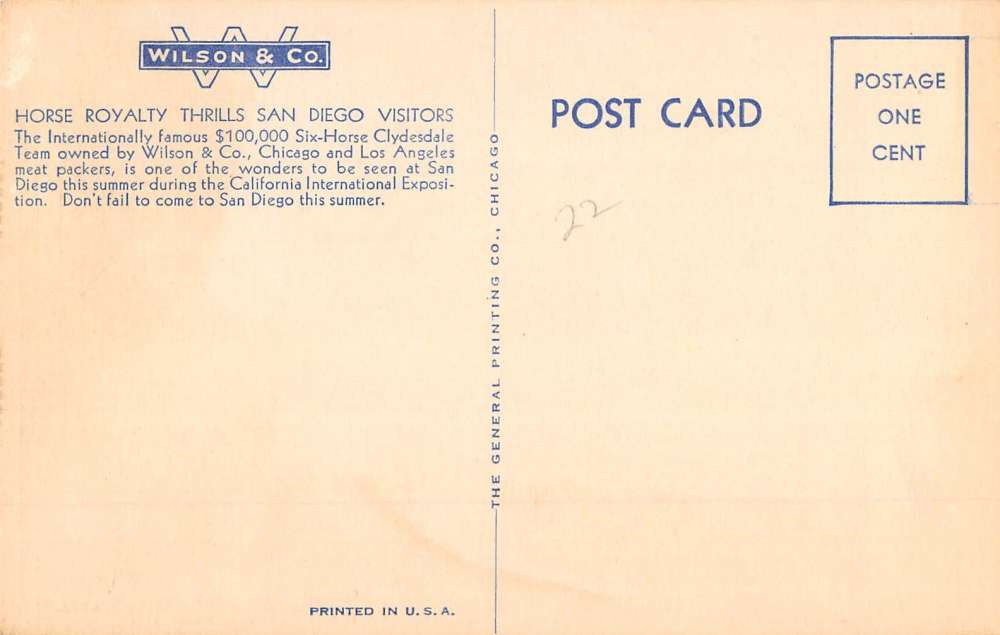 WILSON & CO.
HORSE ROYALTY THRILLS SAN DIEGO VISITORS
The Internationally famous $100,000 Six-Horse Clydesdale
Team owned by Wilson & Co., Chicago and Los Angeles
meat packers, is one of the wonders to be seen at San
Diego this summer during the California International Exposi-
tion. Don't fail to come to San Diego this summer.
PRINTED IN U. S. A.
THE GENERAL PRINTING CO., CHICAGO
POST CARD
22
POSTAGE
ONE
CENT